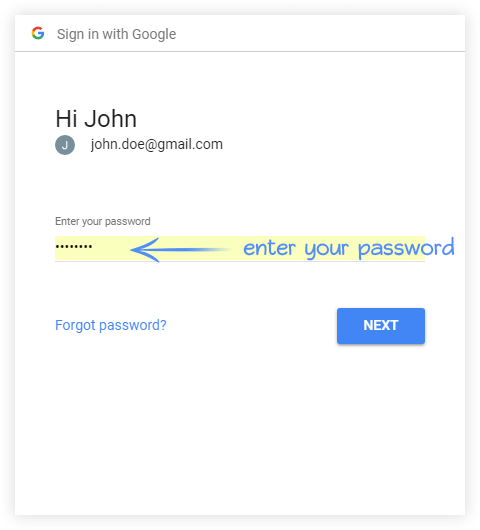 Sign in with Google
Hi John
J john.doe@gmail.com
Enter your password
•••••••• enter your password
Forgot password? NEXT